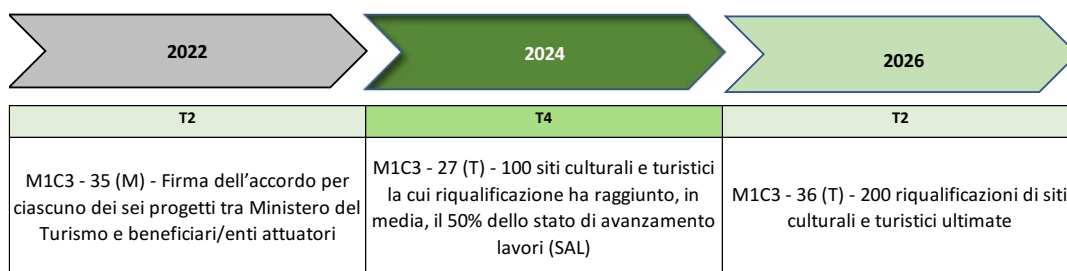 2022
2024
2026
T2
T4
T2
M1C3 - 35 (M) - Firma dell'accordo per
ciascuno dei sei progetti tra Ministero del
Turismo e beneficiari/enti attuatori
M1C3 - 27 (T) - 100 siti culturali e turistici
la cui riqualificazione ha raggiunto, in
media, il 50% dello stato di avanzamento
lavori (SAL)
M1C3 - 36 (T) - 200 riqualificazioni di siti
culturali e turistici ultimate